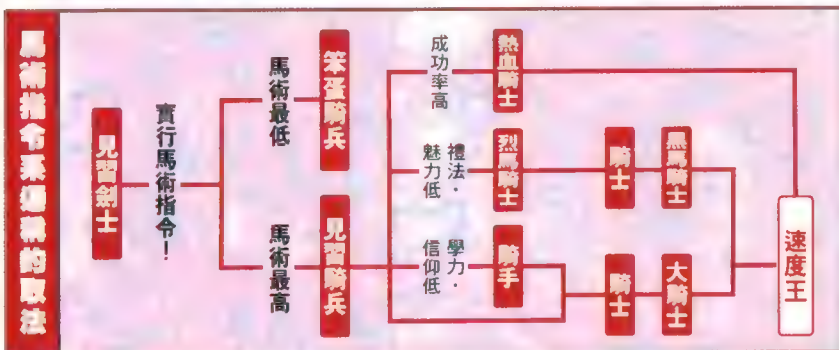 馬術指令系稱號的取法
見習劍士
實行馬術指令！
馬術最低
笨蛋騎兵
馬術最高
見習騎兵
成功率高
熱血騎士
禮法・
魅力低
烈馬騎士
騎士
黑馬騎士
學力・
信仰低
騎手
騎士
大騎士
速度王